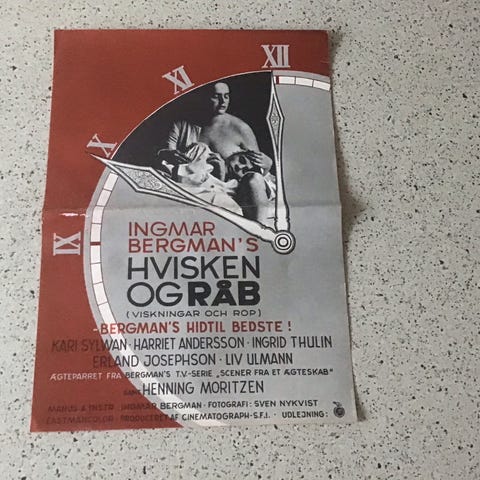 XII
XI
X
IX
INGMAR
BERGMAN'S
HVISKEN
OG RÅB
(VISKNINGAR OCH ROP)
-BERGMAN'S HIDTIL BEDSTE!
KARI SYLWAN · HARRIET ANDERSSON · INGRID THULIN
ERLAND JOSEPHSON · LIV ULMANN
ÆGTEPARRET FRA BERGMAN'S T.V-SERIE „SCENER FRA ET ÆGTESKAB"
SAMT HENNING MORITZEN
MANUS & INSTR · INGMAR BERGMAN · FOTOGRAFI: SVEN NYKVIST
EASTMANCOLOR · PRODUCERET AF CINEMATOGRAPH - S.F.I. · UDLEJNING: